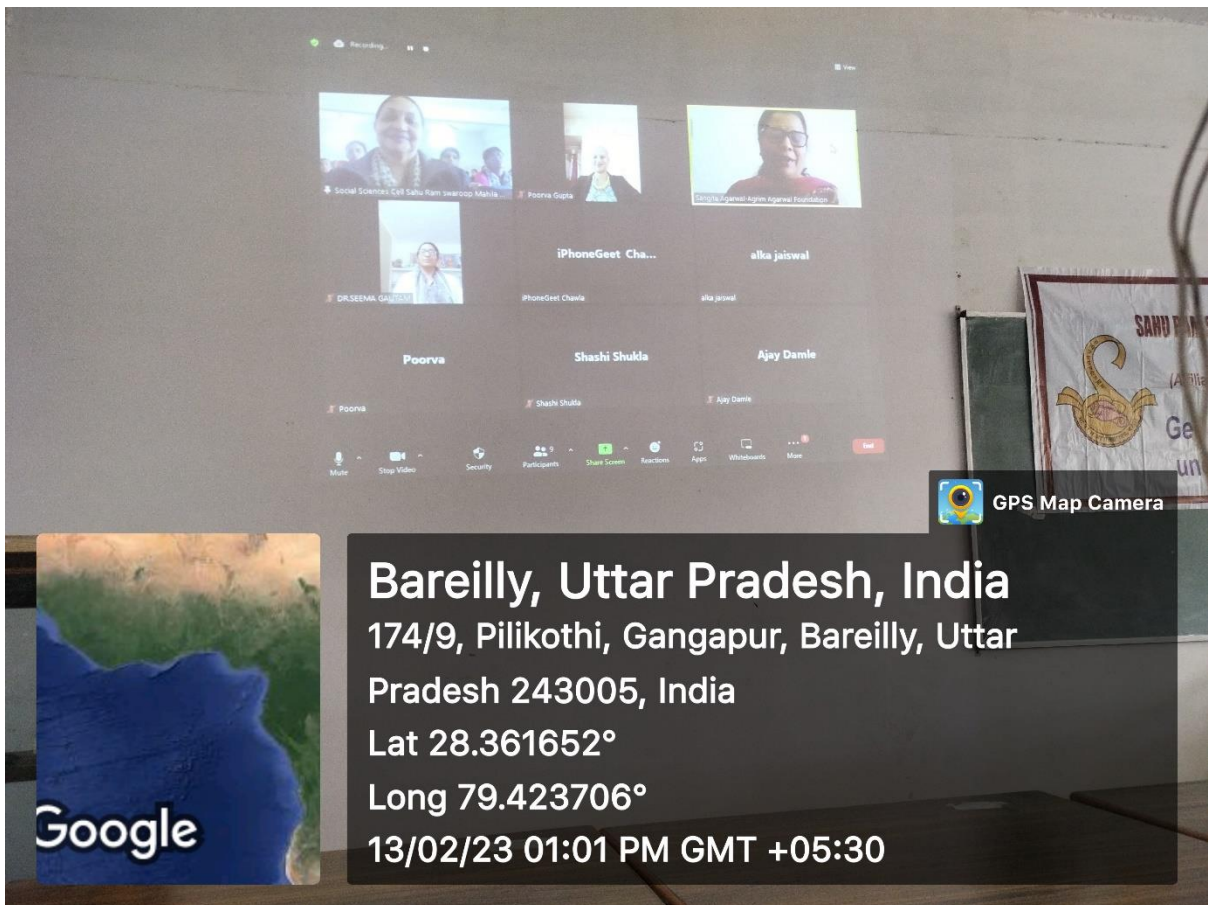 Recording...
View
Social Sciences Cell Sahu Ram swaroop Mahila ...
Poorva Gupta
Sangita Agarwal Agrim Agarwal Foundation
DR.SEEMA GAUTAM
iPhoneGeet Cha...
iPhoneGeet Chawla
alka jaiswal
alka jaiswal
Poorva
Poorva
Shashi Shukla
Shashi Shukla
Ajay Damle
Ajay Damle
Mute
Stop Video
Security
Participants
9
Share Screen
Reactions
Apps
Whiteboards
More
End
SAHU RAM S
(Affilia
Ge
un
GPS Map Camera
Bareilly, Uttar Pradesh, India
174/9, Pilikothi, Gangapur, Bareilly, Uttar
Pradesh 243005, India
Lat 28.361652°
Long 79.423706°
13/02/23 01:01 PM GMT +05:30
Google